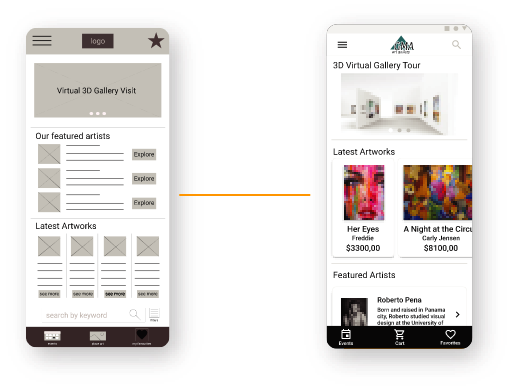 logo
Virtual 3D Gallery Visit
Our featured artists
Explore
Explore
Explore
Latest Artworks
see more
see more
see more
see more
search by keyword
art gallery
3D Virtual Gallery Tour
Latest Artworks
Her Eyes
Freddie
$3300,00
A Night at the Circu
Carly Jensen
$8100,00
Featured Artists
Roberto Pena
Born and raised in Panama
city, Roberto studied visual
design at the University of
Events
Cart
Favorites